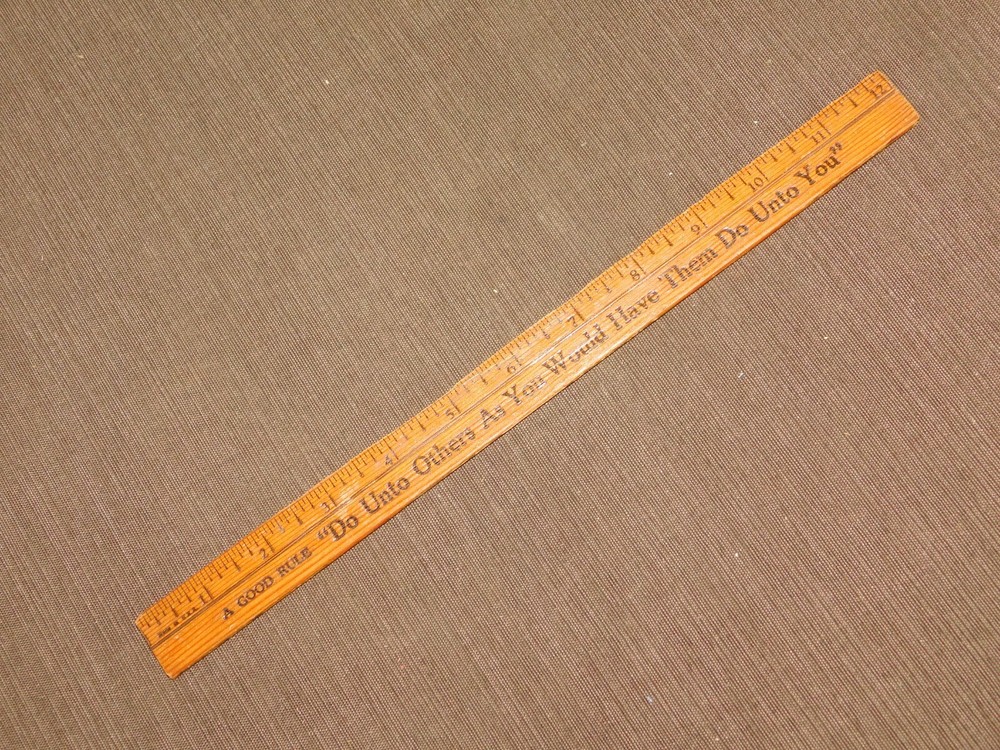 1 2 3 4 5 6 7 8 9 10 11 12
A GOOD RULE "Do Unto Others As You Would Have Them Do Unto You"